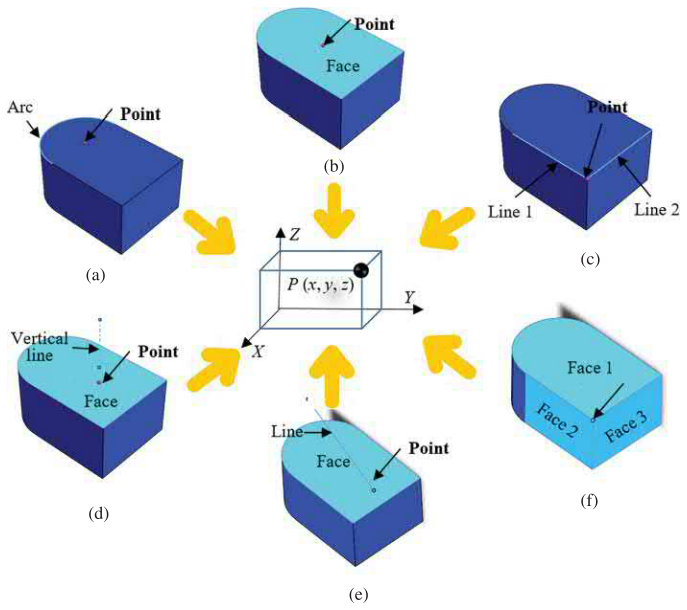 Point
Face
(b)
Arc
Point
(a)
Point
Line 1
Line 2
(c)
Z
P (x, y, z)
Y
X
Vertical
line
Point
Face
(d)
Line
Face
Point
(e)
Face 1
Face 2
Face 3
(f)